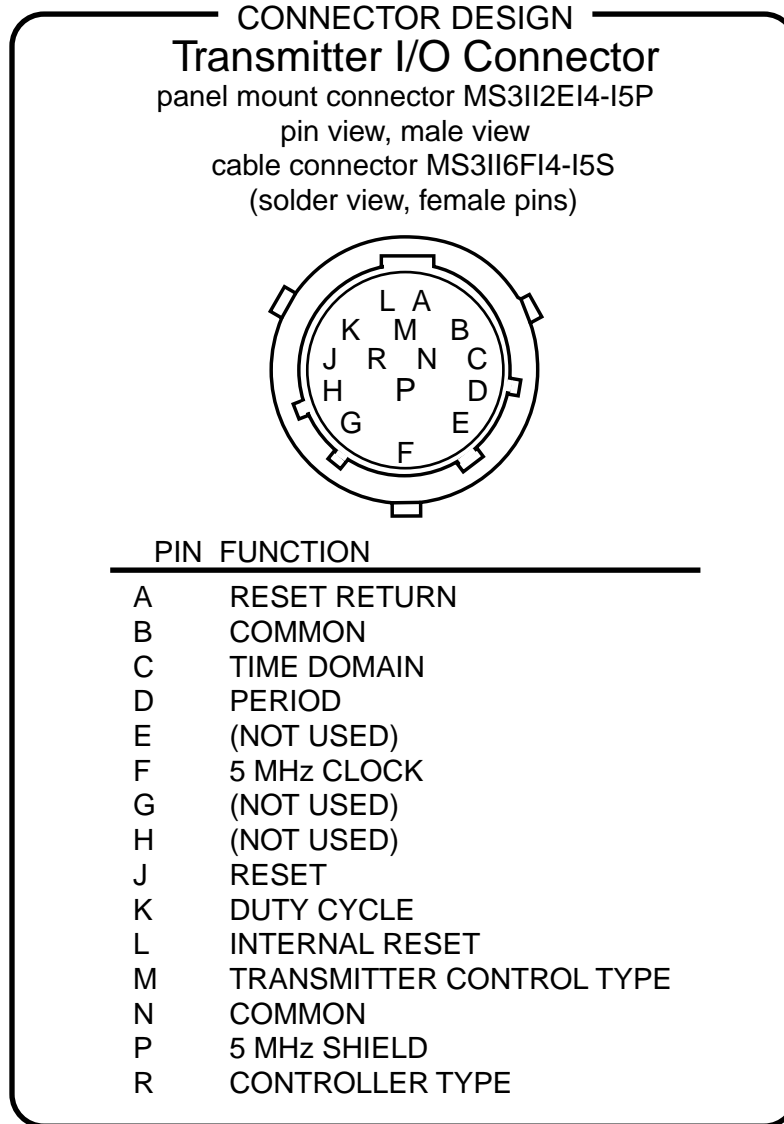 CONNECTOR DESIGN
Transmitter I/O Connector
panel mount connector MS3II2EI4-I5P
pin view, male view
cable connector MS3II6FI4-I5S
(solder view, female pins)
L A
K M B
J R N C
H P D
G E
F
PIN FUNCTION
A RESET RETURN
B COMMON
C TIME DOMAIN
D PERIOD
E (NOT USED)
F 5 MHz CLOCK
G (NOT USED)
H (NOT USED)
J RESET
K DUTY CYCLE
L INTERNAL RESET
M TRANSMITTER CONTROL TYPE
N COMMON
P 5 MHz SHIELD
R CONTROLLER TYPE